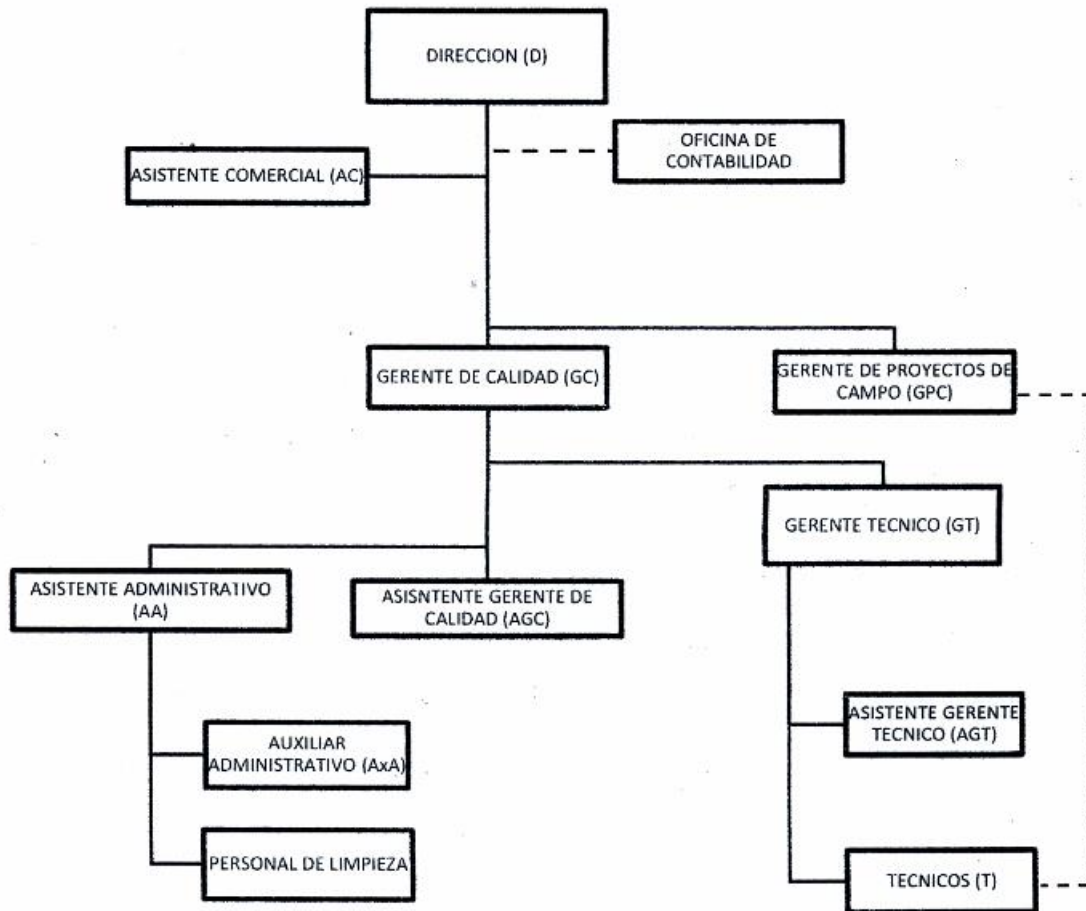 DIRECCION (D)
OFICINA DE
CONTABILIDAD
ASISTENTE COMERCIAL (AC)
GERENTE DE CALIDAD (GC)
GERENTE DE PROYECTOS DE
CAMPO (GPC)
GERENTE TECNICO (GT)
ASISTENTE ADMINISTRATIVO
(AA)
ASISNTENTE GERENTE DE
CALIDAD (AGC)
AUXILIAR
ADMINISTRATIVO (AxA)
ASISTENTE GERENTE
TECNICO (AGT)
PERSONAL DE LIMPIEZA
TECNICOS (T)